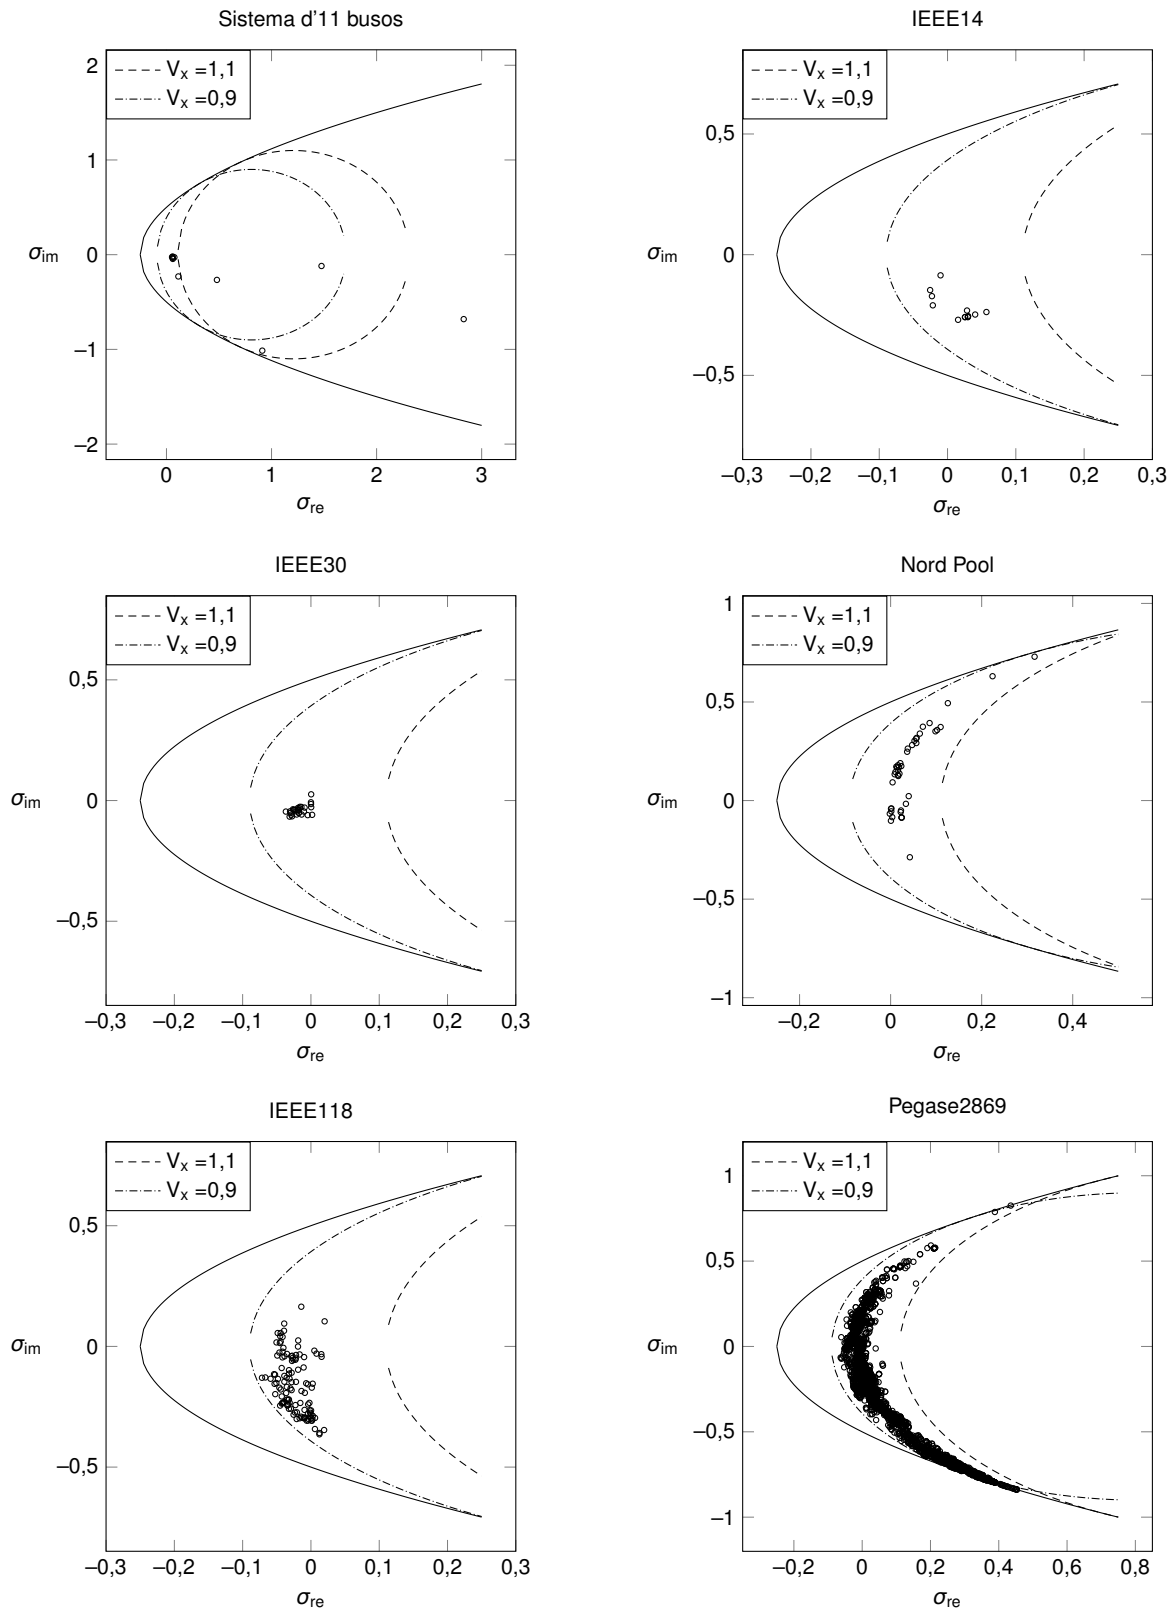 Sistema d'11 busos
V_x =1,1
V_x =0,9
2
1
0
−1
−2
σ_im
0
1
2
3
σ_re
IEEE14
V_x =1,1
V_x =0,9
0,5
0
−0,5
σ_im
−0,3
−0,2
−0,1
0
0,1
0,2
0,3
σ_re
IEEE30
V_x =1,1
V_x =0,9
0,5
0
−0,5
σ_im
−0,3
−0,2
−0,1
0
0,1
0,2
0,3
σ_re
Nord Pool
V_x =1,1
V_x =0,9
1
0,5
0
−0,5
−1
σ_im
−0,2
0
0,2
0,4
σ_re
IEEE118
V_x =1,1
V_x =0,9
0,5
0
−0,5
σ_im
−0,3
−0,2
−0,1
0
0,1
0,2
0,3
σ_re
Pegase2869
V_x =1,1
V_x =0,9
1
0,5
0
−0,5
−1
σ_im
−0,2
0
0,2
0,4
0,6
0,8
σ_re